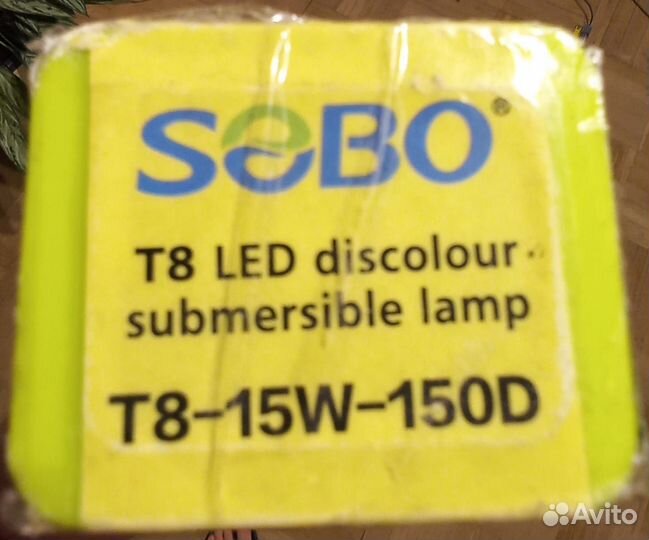 SOBO®
T8 LED discolour
submersible lamp
T8-15W-150D
Avito